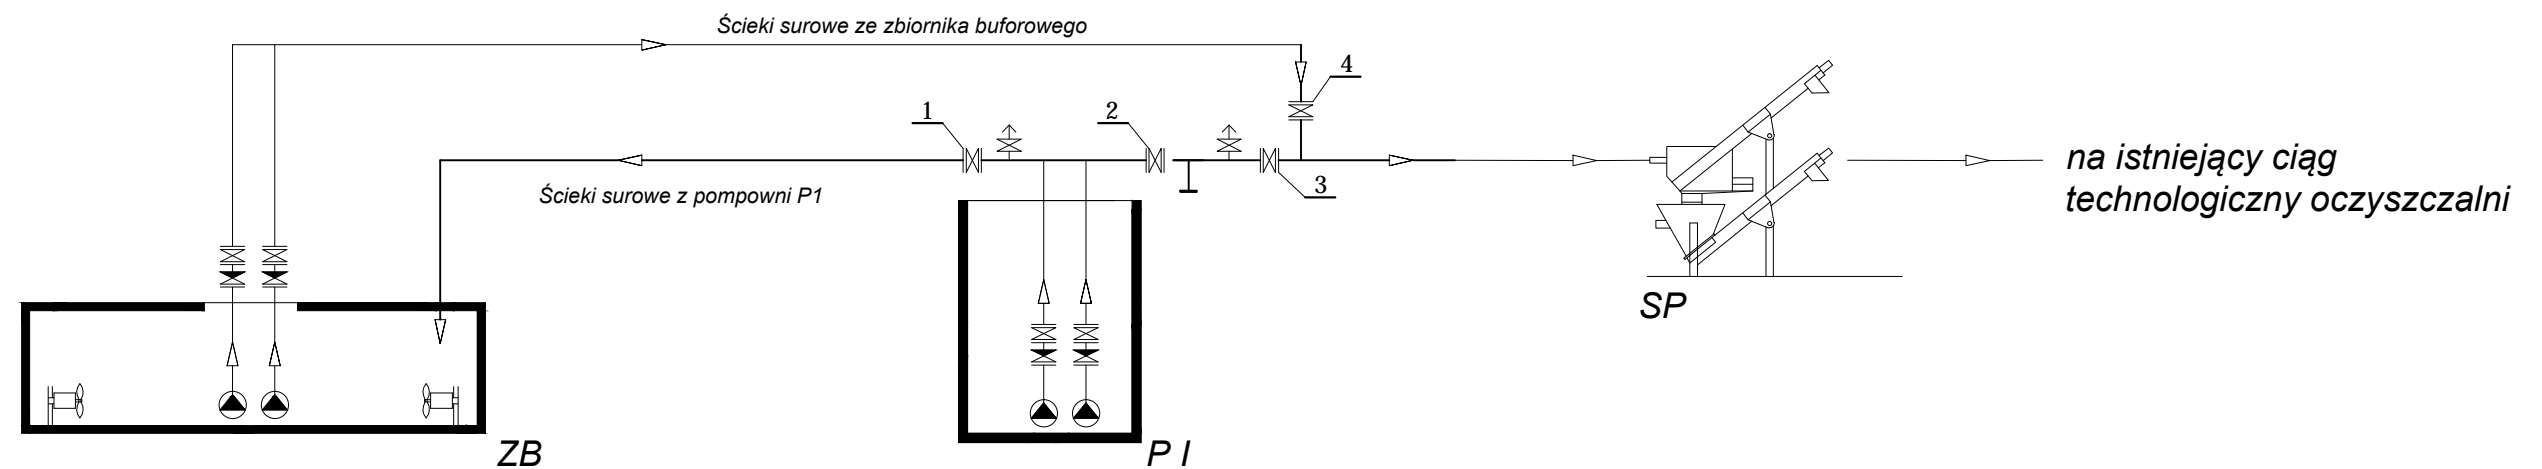 Ścieki surowe ze zbiornika buforowego
4
1
2
na istniejący ciąg
technologiczny oczyszczalni
Ścieki surowe z pompowni P1
3
SP
ZB
P I